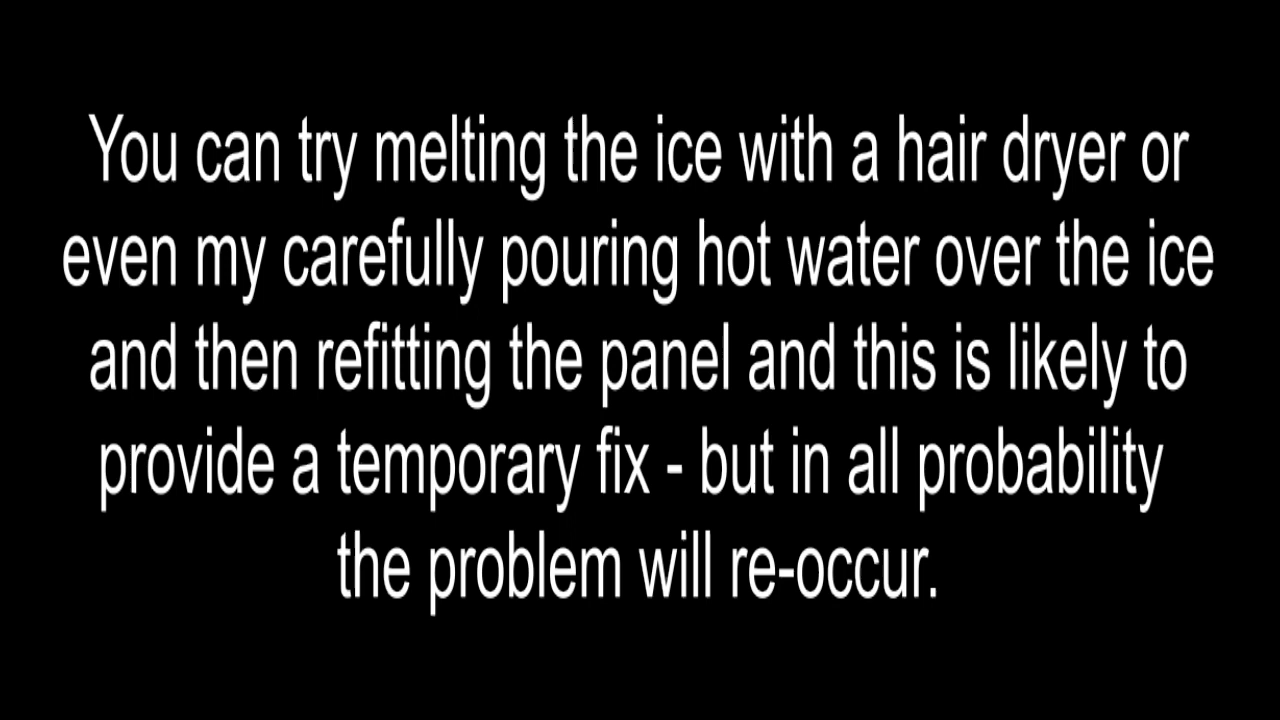 You can try melting the ice with a hair dryer or
even my carefully pouring hot water over the ice
and then refitting the panel and this is likely to
provide a temporary fix - but in all probability
the problem will re-occur.